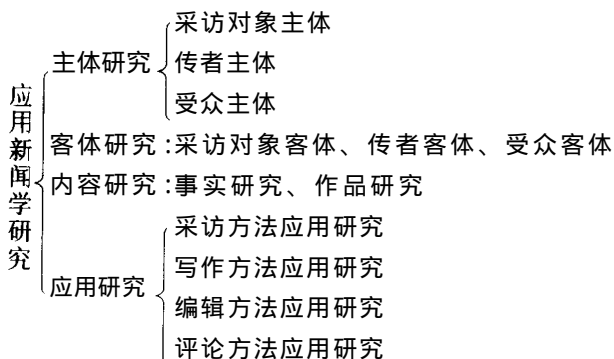 应用新闻学研究
主体研究
采访对象主体
传者主体
受众主体
客体研究:采访对象客体、传者客体、受众客体
内容研究:事实研究、作品研究
应用研究
采访方法应用研究
写作方法应用研究
编辑方法应用研究
评论方法应用研究